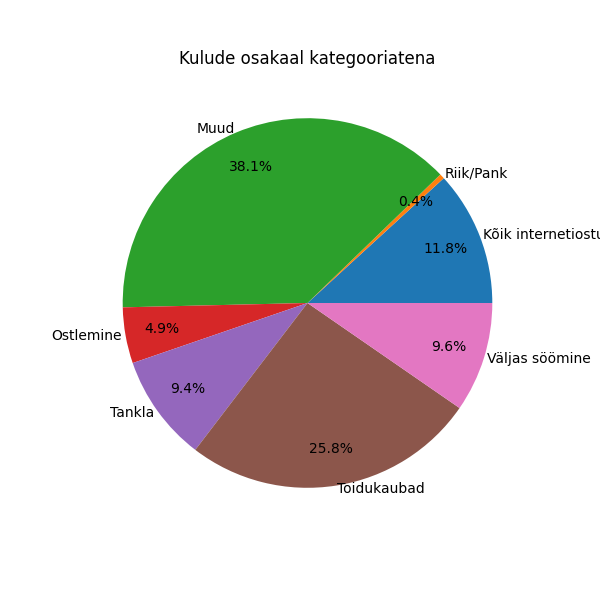 Kulude osakaal kategooriatena
Muud
38.1%
Riik/Pank
0.4%
Kõik
11.8%
Ostlemine
4.9%
Väljas söömine
9.6%
Tankla
9.4%
25.8%
Toidukaubad